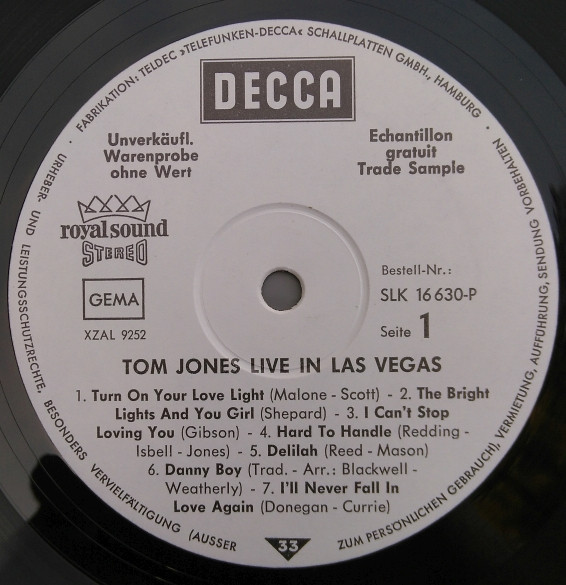 · FABRIKATION: TELDEC »TELEFUNKEN-DECCA« SCHALLPLATTEN GMBH., HAMBURG ·
URHEBER- UND LEISTUNGSSCHUTZRECHTE, BESONDERS VERVIELFÄLTIGUNG (AUSSER
ZUM PERSÖNLICHEN GEBRAUCH), VERMIETUNG, AUFFÜHRUNG, SENDUNG VORBEHALTEN
DECCA
Unverkäufl.
Warenprobe
ohne Wert
Echantillon
gratuit
Trade Sample
royal sound
STEREO
GEMA
XZAL 9252
Bestell-Nr.:
SLK 16 630-P
Seite 1
TOM JONES LIVE IN LAS VEGAS
1. Turn On Your Love Light (Malone - Scott) - 2. The Bright
Lights And You Girl (Shepard) - 3. I Can't Stop
Loving You (Gibson) - 4. Hard To Handle (Redding -
Isbell - Jones) - 5. Delilah (Reed - Mason)
6. Danny Boy (Trad. - Arr.: Blackwell -
Weatherly) - 7. I'll Never Fall In
Love Again (Donegan - Currie)
33